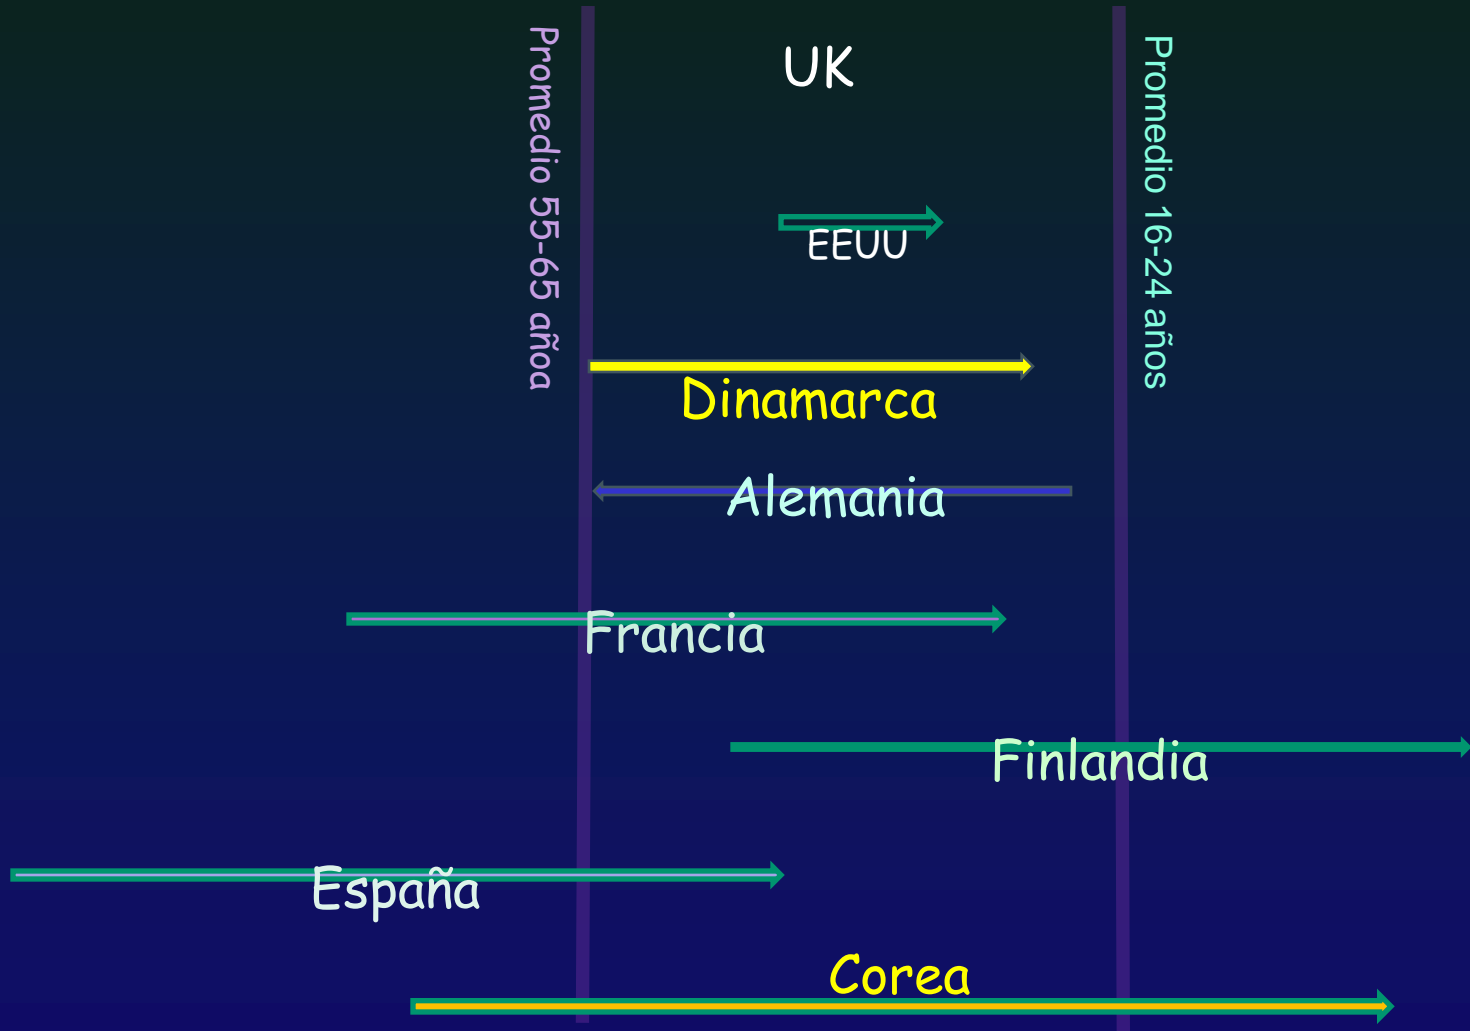 Promedio 55-65 añoa
UK
Promedio 16-24 años
EEUU
Dinamarca
Alemania
Francia
Finlandia
España
Corea